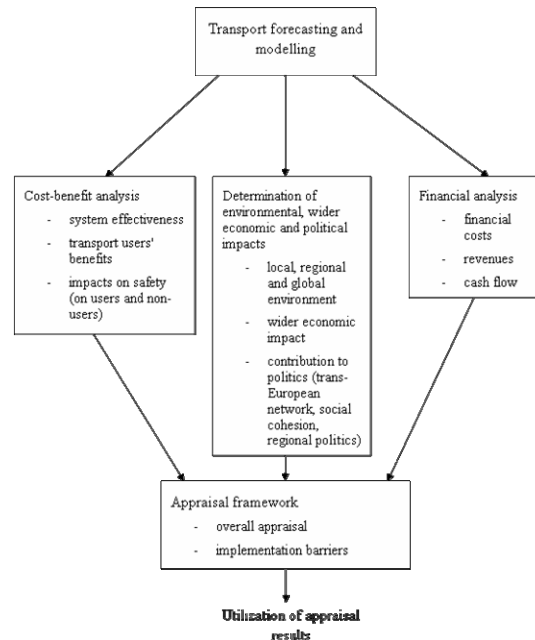 Transport forecasting and
modelling
Cost-benefit analysis
- system effectiveness
- transport users'
benefits
- impacts on safety
(on users and non-
users)
Determination of
environmental, wider
economic and political
impacts
- local, regional
and global
environment
- wider economic
impact
- contribution to
politics (trans-
European
network, social
cohesion,
regional politics)
Financial analysis
- financial
costs
- revenues
- cash flow
Appraisal framework
- overall appraisal
- implementation barriers
Utilization of appraisal
results